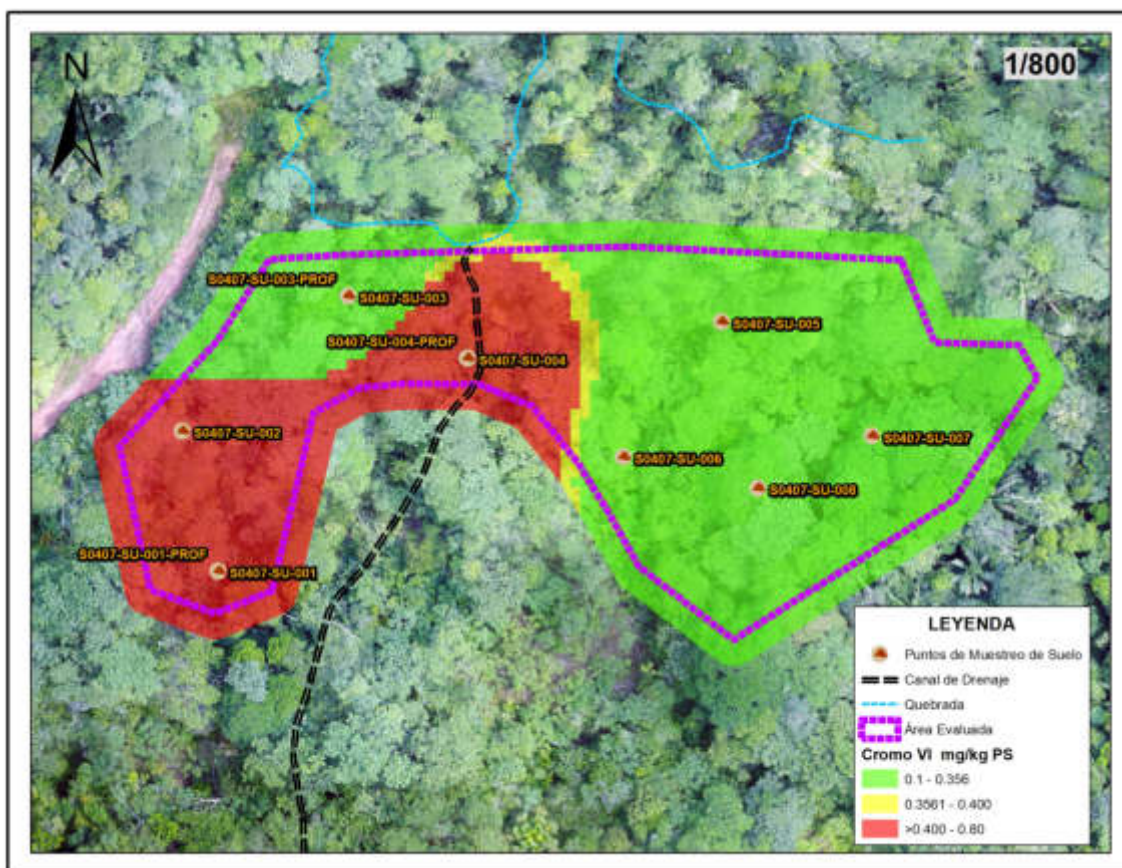 1/800
N
S0407-SU-003-PROF
S0407-SU-003
S0407-SU-004-PROF
S0407-SU-004
S0407-SU-005
S0407-SU-002
S0407-SU-006
S0407-SU-007
S0407-SU-008
S0407-SU-001-PROF
S0407-SU-001
LEYENDA
Puntos de Muestreo de Suelo
Canal de Drenaje
Quebrada
Área Evaluada
Cromo VI mg/kg PS
0.1 - 0.356
0.3561 - 0.400
>0.400 - 0.80